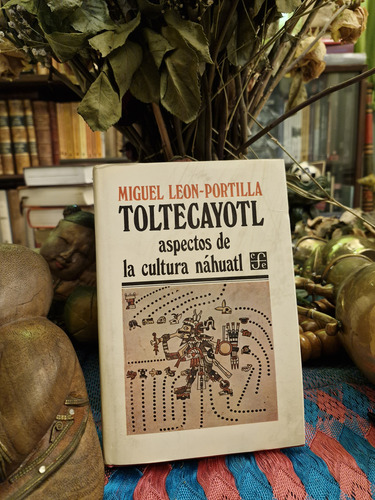 MIGUEL LEON-PORTILLA
TOLTECAYOTL
aspectos de
la cultura náhuatl